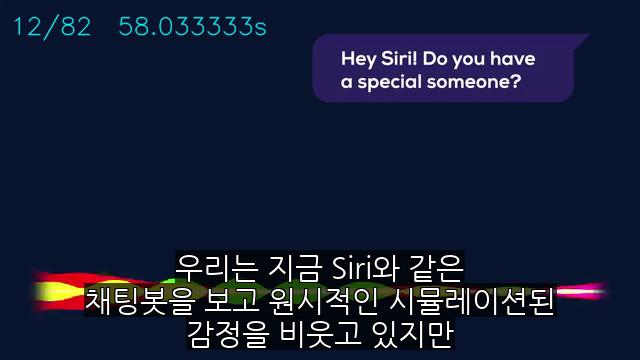 12/82 58.033333s
Hey Siri! Do you have
a special someone?
우리는 지금 Siri와 같은
채팅봇을 보고 원시적인 시뮬레이션된
감정을 비웃고 있지만